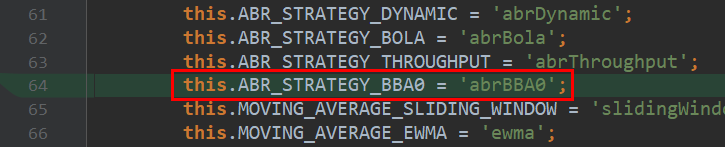 61 this.ABR_STRATEGY_DYNAMIC = 'abrDynamic';
62 this.ABR_STRATEGY_BOLA = 'abrBola';
63 this.ABR_STRATEGY_THROUGHPUT = 'abrThroughput';
64 this.ABR_STRATEGY_BBA0 = 'abrBBA0';
65 this.MOVING_AVERAGE_SLIDING_WINDOW = 'slidingWindo
66 this.MOVING_AVERAGE_EWMA = 'ewma';